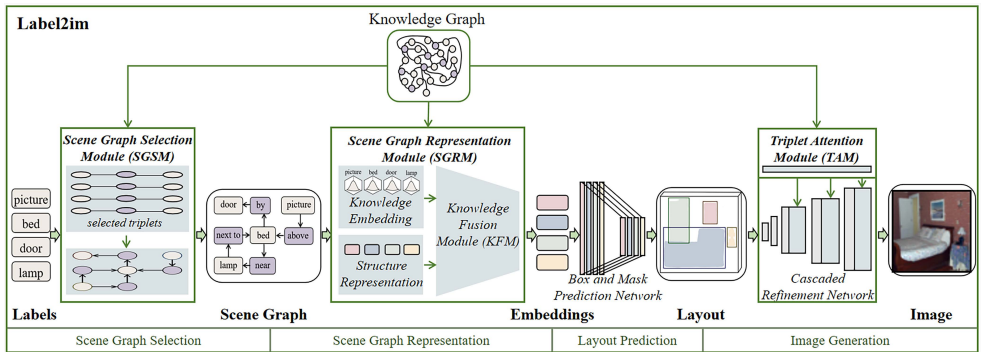 Label2im
Knowledge Graph
Scene Graph Selection
Module (SGSM)
selected triplets
picture
bed
door
lamp
Labels
door
by
picture
next to
bed
above
lamp
near
Scene Graph
Scene Graph Representation
Module (SGRM)
picture
bed
door
lamp
Knowledge
Embedding
Structure
Representation
Knowledge
Fusion
Module (KFM)
Embeddings
Box and Mask
Prediction Network
Layout
Triplet Attention
Module (TAM)
Cascaded
Refinement Network
Image
Scene Graph Selection
Scene Graph Representation
Layout Prediction
Image Generation